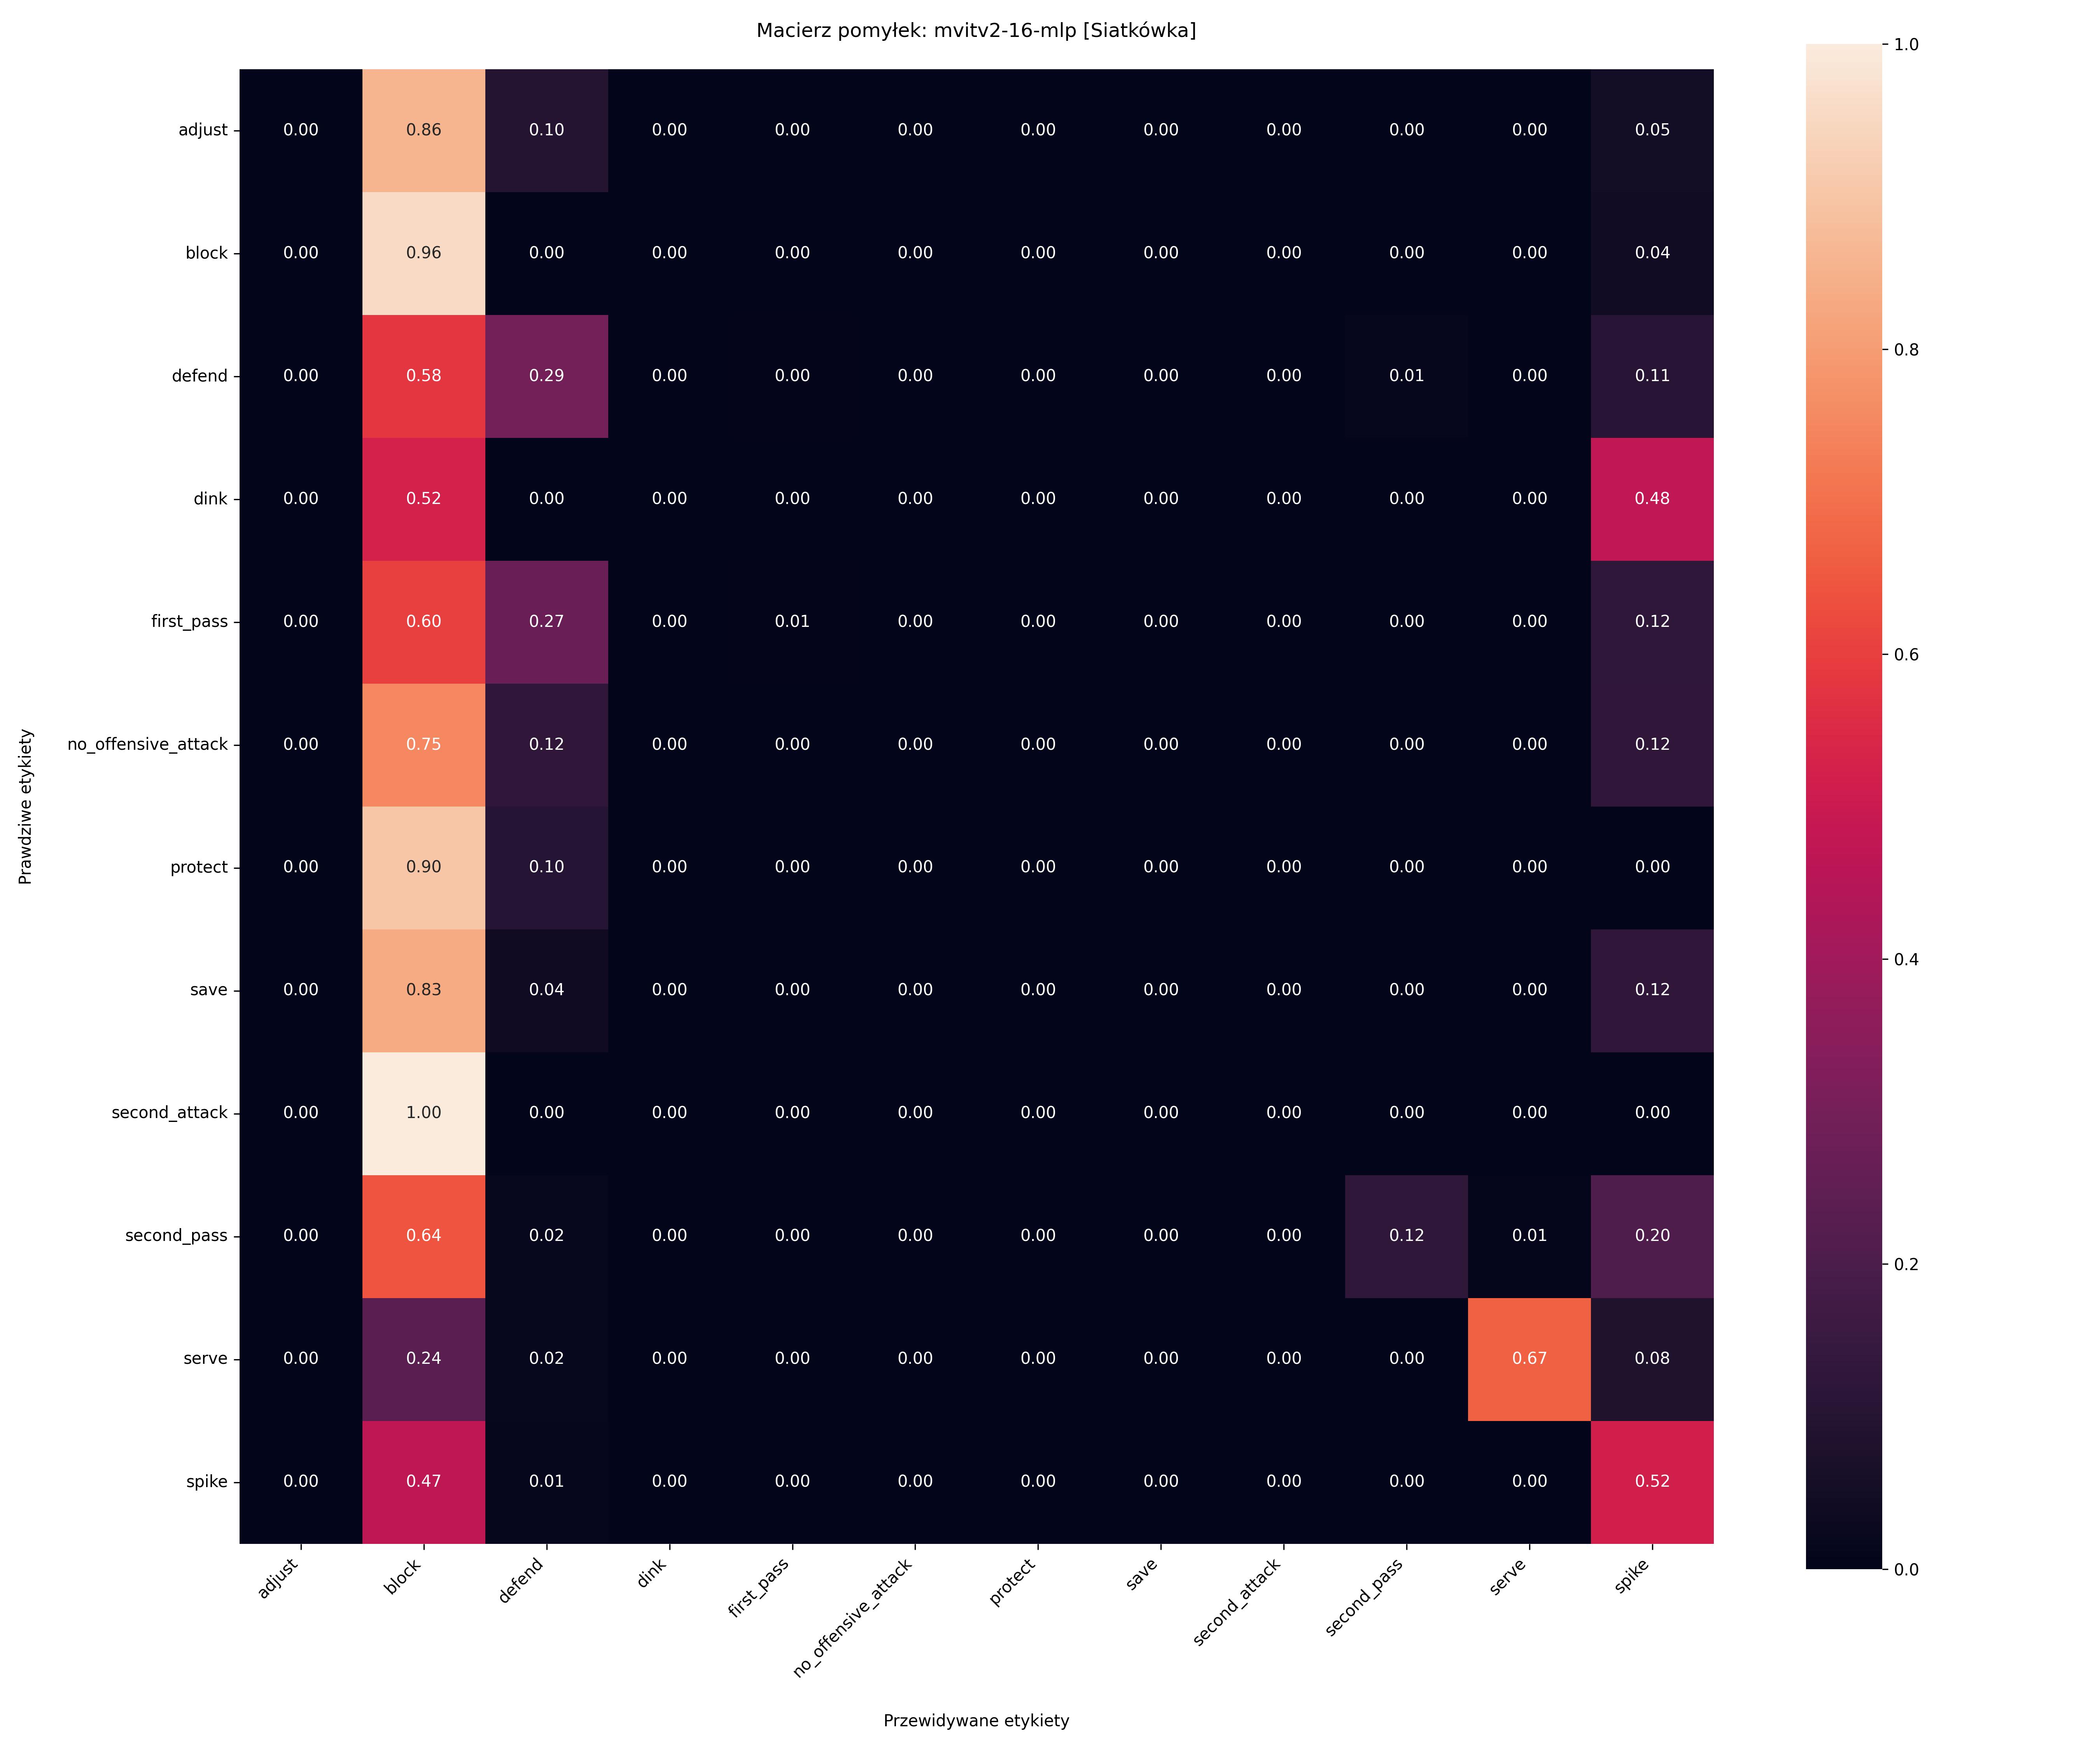 Macierz pomyłek: mvitv2-16-mlp [Siatkówka]
1.0
adjust 0.00 0.86 0.10 0.00 0.00 0.00 0.00 0.00 0.00 0.00 0.00 0.05
block 0.00 0.96 0.00 0.00 0.00 0.00 0.00 0.00 0.00 0.00 0.00 0.04
0.8
defend 0.00 0.58 0.29 0.00 0.00 0.00 0.00 0.00 0.00 0.01 0.00 0.11
dink 0.00 0.52 0.00 0.00 0.00 0.00 0.00 0.00 0.00 0.00 0.00 0.48
first_pass 0.00 0.60 0.27 0.00 0.01 0.00 0.00 0.00 0.00 0.00 0.00 0.12
0.6
no_offensive_attack 0.00 0.75 0.12 0.00 0.00 0.00 0.00 0.00 0.00 0.00 0.00 0.12
Prawdziwe etykiety
protect 0.00 0.90 0.10 0.00 0.00 0.00 0.00 0.00 0.00 0.00 0.00 0.00
0.4
save 0.00 0.83 0.04 0.00 0.00 0.00 0.00 0.00 0.00 0.00 0.00 0.12
second_attack 0.00 1.00 0.00 0.00 0.00 0.00 0.00 0.00 0.00 0.00 0.00 0.00
second_pass 0.00 0.64 0.02 0.00 0.00 0.00 0.00 0.00 0.00 0.12 0.01 0.20
0.2
serve 0.00 0.24 0.02 0.00 0.00 0.00 0.00 0.00 0.00 0.00 0.67 0.08
spike 0.00 0.47 0.01 0.00 0.00 0.00 0.00 0.00 0.00 0.00 0.00 0.52
0.0
adjust block defend dink first_pass no_offensive_attack protect save second_attack second_pass serve spike
Przewidywane etykiety